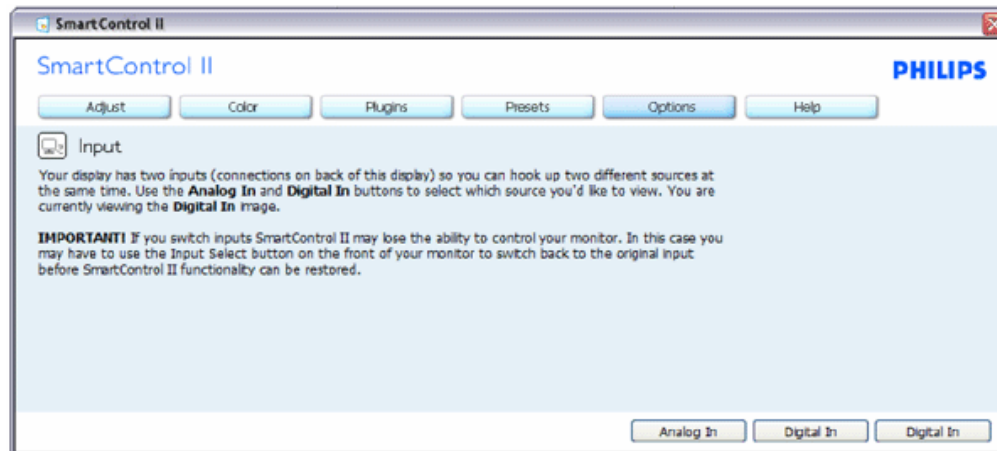 SmartControl II
SmartControl II
PHILIPS
Adjust Color Plugins Presets Options Help
Input
Your display has two inputs (connections on back of this display) so you can hook up two different sources at
the same time. Use the Analog In and Digital In buttons to select which source you'd like to view. You are
currently viewing the Digital In image.
IMPORTANT! If you switch inputs SmartControl II may lose the ability to control your monitor. In this case you
may have to use the Input Select button on the front of your monitor to switch back to the original input
before SmartControl II functionality can be restored.
Analog In Digital In Digital In